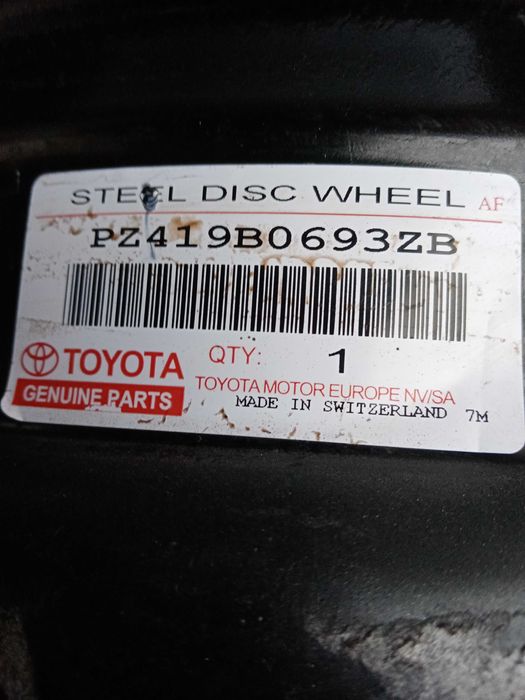 STEEL DISC WHEEL AF
PZ419B0693ZB
TOYOTA QTY: 1
GENUINE PARTS TOYOTA MOTOR EUROPE NV/SA
MADE IN SWITZERLAND 7M